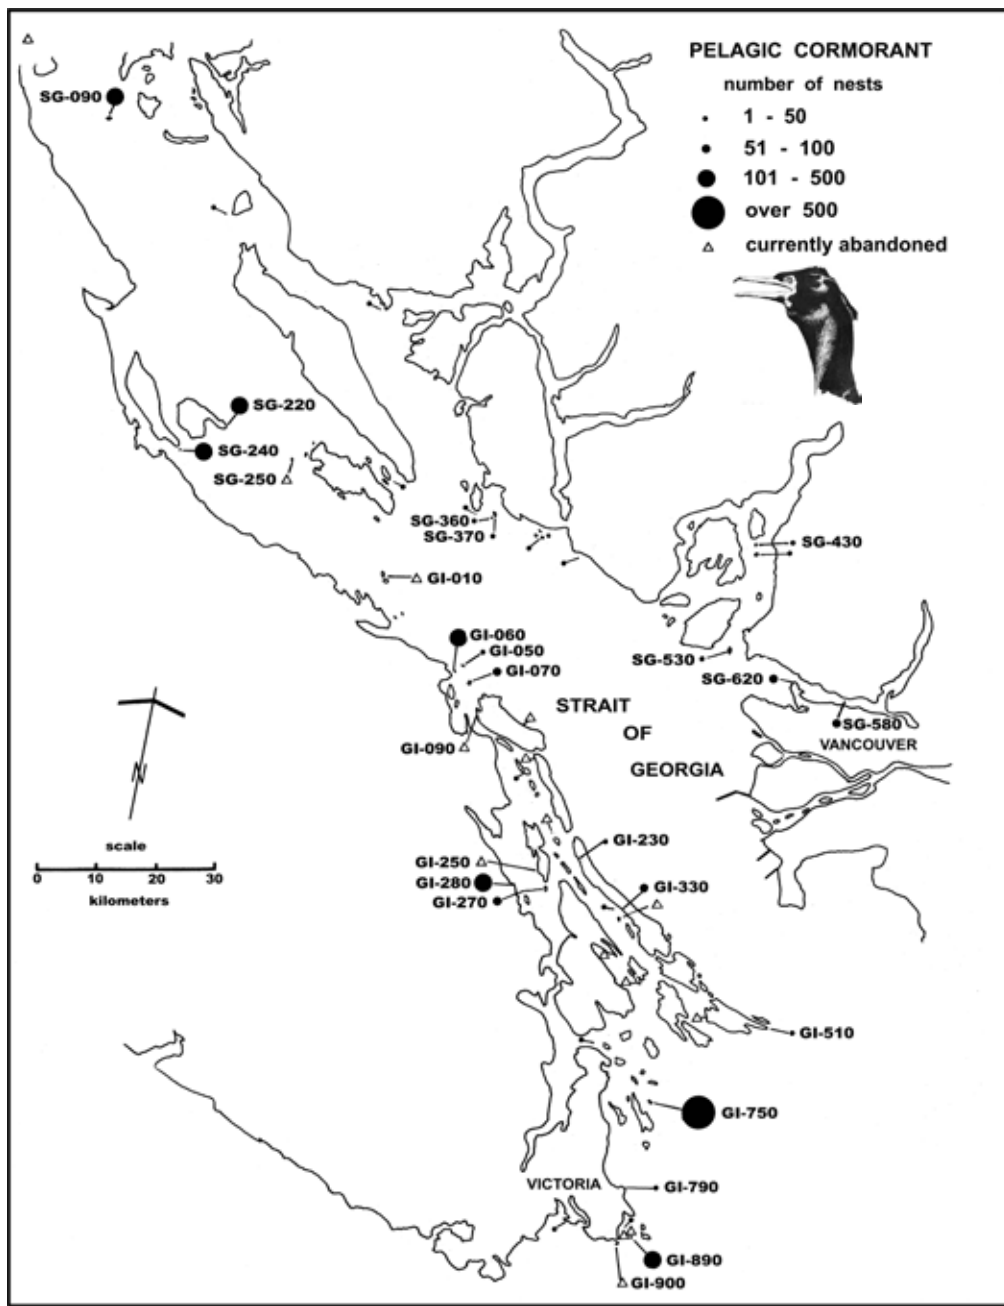 PELAGIC CORMORANT
number of nests
1 - 50
51 - 100
101 - 500
over 500
currently abandoned
SG-090
SG-220
SG-240
SG-250
SG-360
SG-370
SG-430
GI-010
GI-060
GI-050
GI-070
SG-530
SG-620
SG-580
VANCOUVER
STRAIT
OF
GEORGIA
GI-090
N
scale
0 10 20 30
kilometers
GI-230
GI-250
GI-280
GI-270
GI-330
GI-510
GI-750
VICTORIA
GI-790
GI-890
GI-900